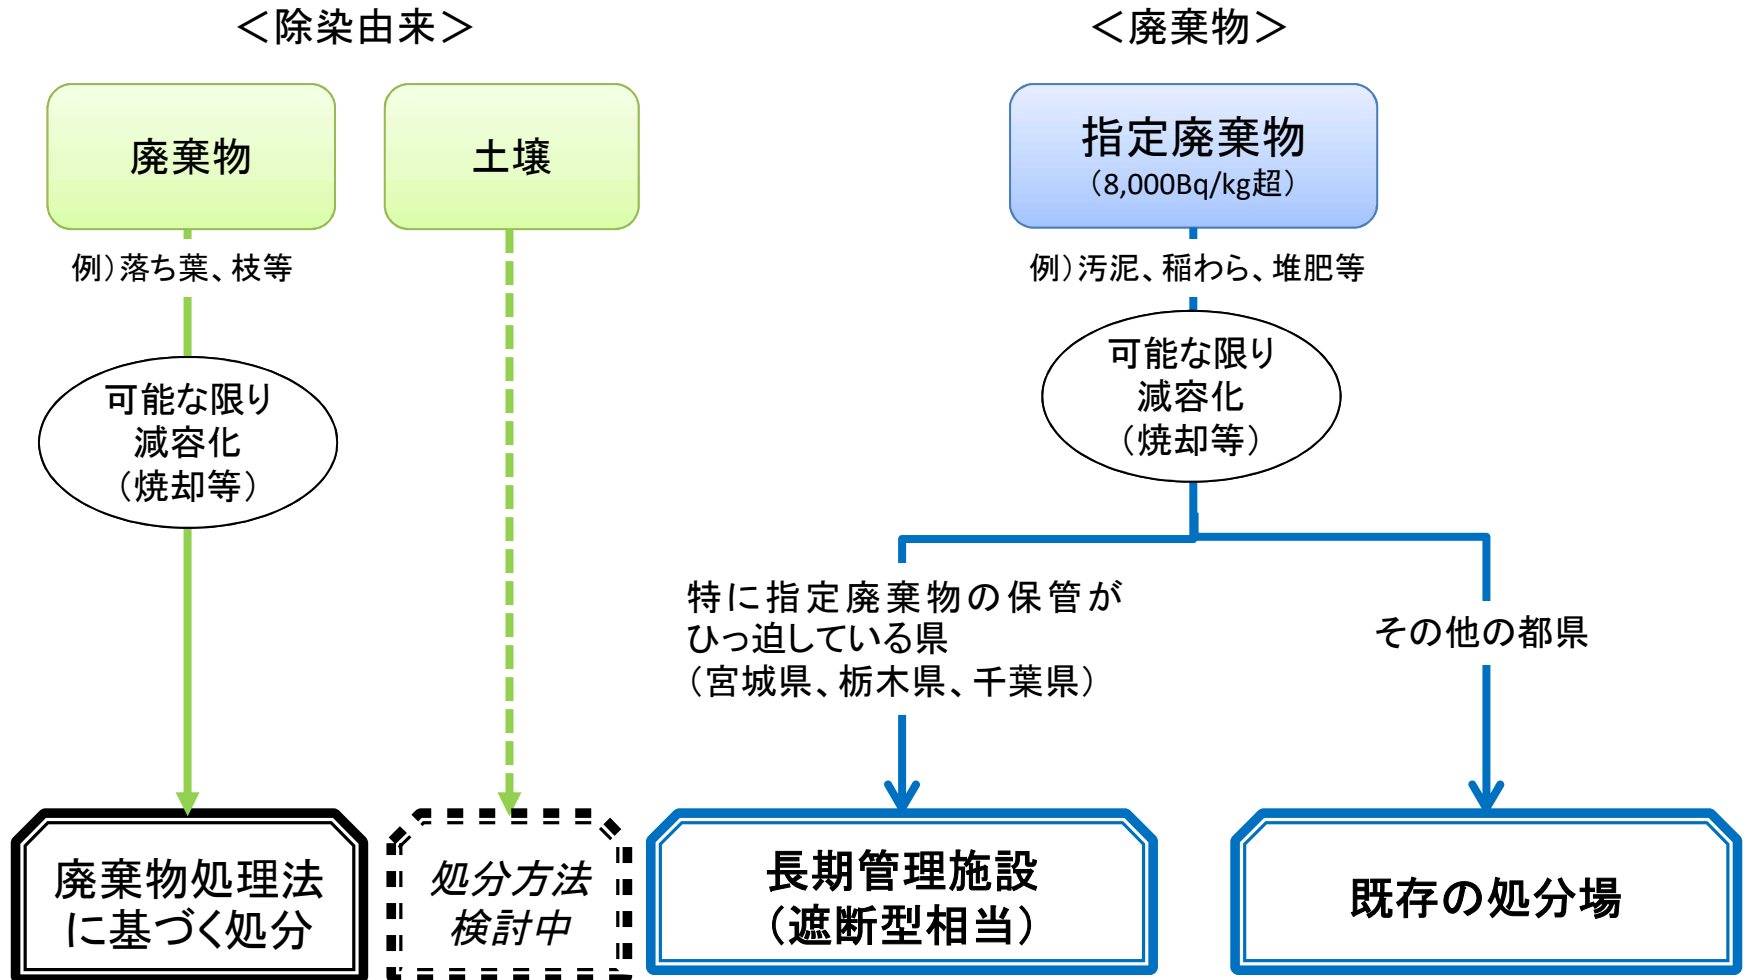 ＜除染由来＞
＜廃棄物＞
廃棄物
土壌
指定廃棄物
（8,000Bq/kg超）
例）落ち葉、枝等
例）汚泥、稲わら、堆肥等
可能な限り
減容化
（焼却等）
可能な限り
減容化
（焼却等）
特に指定廃棄物の保管が
ひっ迫している県
（宮城県、栃木県、千葉県）
その他の都県
廃棄物処理法
に基づく処分
処分方法
検討中
長期管理施設
（遮断型相当）
既存の処分場